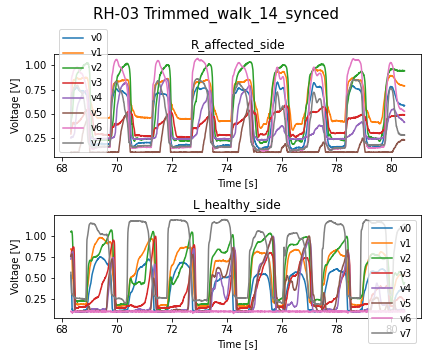 RH-03 Trimmed_walk_14_synced
R_affected_side
Voltage [V]
1.00
0.75
0.50
0.25
v0
v1
v2
v3
v4
v5
v6
v7
68 70 72 74 76 78 80
Time [s]
L_healthy_side
Voltage [V]
1.00
0.75
0.50
0.25
v0
v1
v2
v3
v4
v5
v6
v7
68 70 72 74 76 78 80
Time [s]